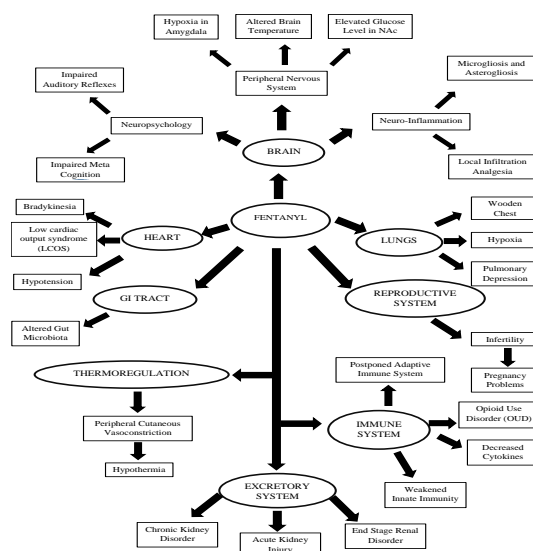 Hypoxia in
Amygdala
Altered Brain
Temperature
Elevated Glucose
Level in NAc
Impaired
Auditory Reflexes
Peripheral Nervous
System
Microgliosis and
Asterogliosis
Neuropsychology
Neuro-Inflammation
BRAIN
Impaired Meta
Cognition
Local Infiltration
Analgesia
Bradykinesia
FENTANYL
Wooden
Chest
Low cardiac
output syndrome
(LCOS)
HEART
LUNGS
Hypoxia
Hypotension
GI TRACT
REPRODUCTIVE
SYSTEM
Pulmonary
Depression
Altered Gut
Microbiota
Infertility
THERMOREGULATION
Postponed Adaptive
Immune System
Pregnancy
Problems
Peripheral Cutaneous
Vasoconstriction
IMMUNE
SYSTEM
Opioid Use
Disorder (OUD)
Hypothermia
Decreased
Cytokines
EXCRETORY
SYSTEM
Weakened
Innate Immunity
Chronic Kidney
Disorder
Acute Kidney
Injury
End Stage Renal
Disorder